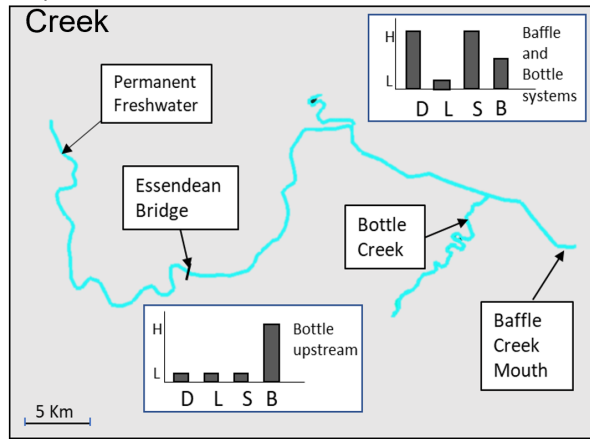 Creek
H
L
D L S B
Baffle
and
Bottle
systems
Permanent
Freshwater
Essendean
Bridge
Bottle
Creek
Baffle
Creek
Mouth
H
L
D L S B
Bottle
upstream
5 Km